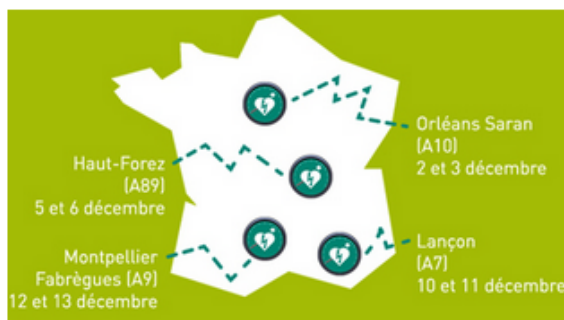 Orléans Saran
(A10)
2 et 3 décembre
Haut-Forez
(A89)
5 et 6 décembre
Montpellier
Fabrègues (A9)
12 et 13 décembre
Lançon
(A7)
10 et 11 décembre